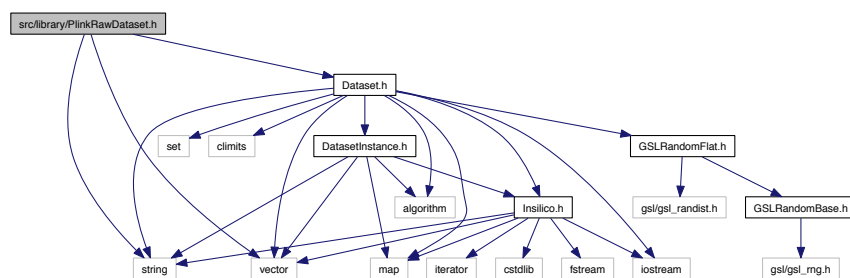 src/library/PlinkRawDataset.h
Dataset.h
set
climits
DatasetInstance.h
GSLRandomFlat.h
algorithm
Insilico.h
gsl/gsl_randist.h
GSLRandomBase.h
string
vector
map
iterator
cstdlib
fstream
iostream
gsl/gsl_rng.h